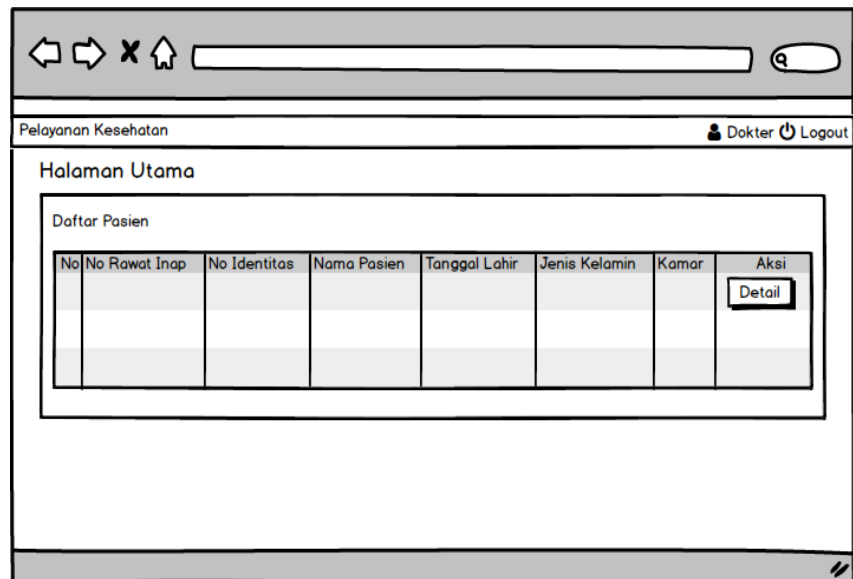 Pelayanan Kesehatan Dokter Logout
Halaman Utama
Daftar Pasien
No No Rawat Inap No Identitas Nama Pasien Tanggal Lahir Jenis Kelamin Kamar Aksi
Detail